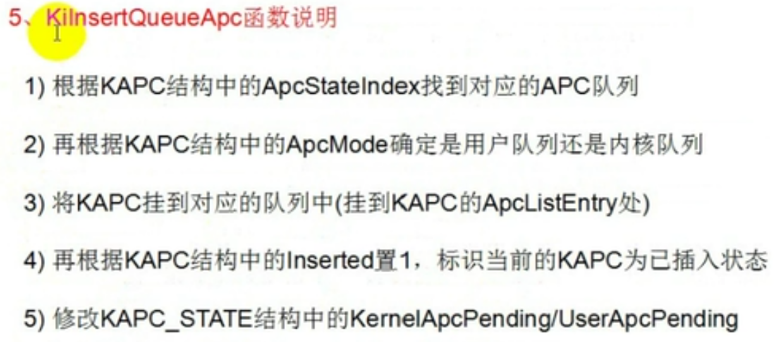 5、KiInsertQueueApc函数说明
1) 根据KAPC结构中的ApcStateIndex找到对应的APC队列
2) 再根据KAPC结构中的ApcMode确定是用户队列还是内核队列
3) 将KAPC挂到对应的队列中(挂到KAPC的ApcListEntry处)
4) 再根据KAPC结构中的Inserted置1，标识当前的KAPC为已插入状态
5) 修改KAPC_STATE结构中的KernelApcPending/UserApcPending